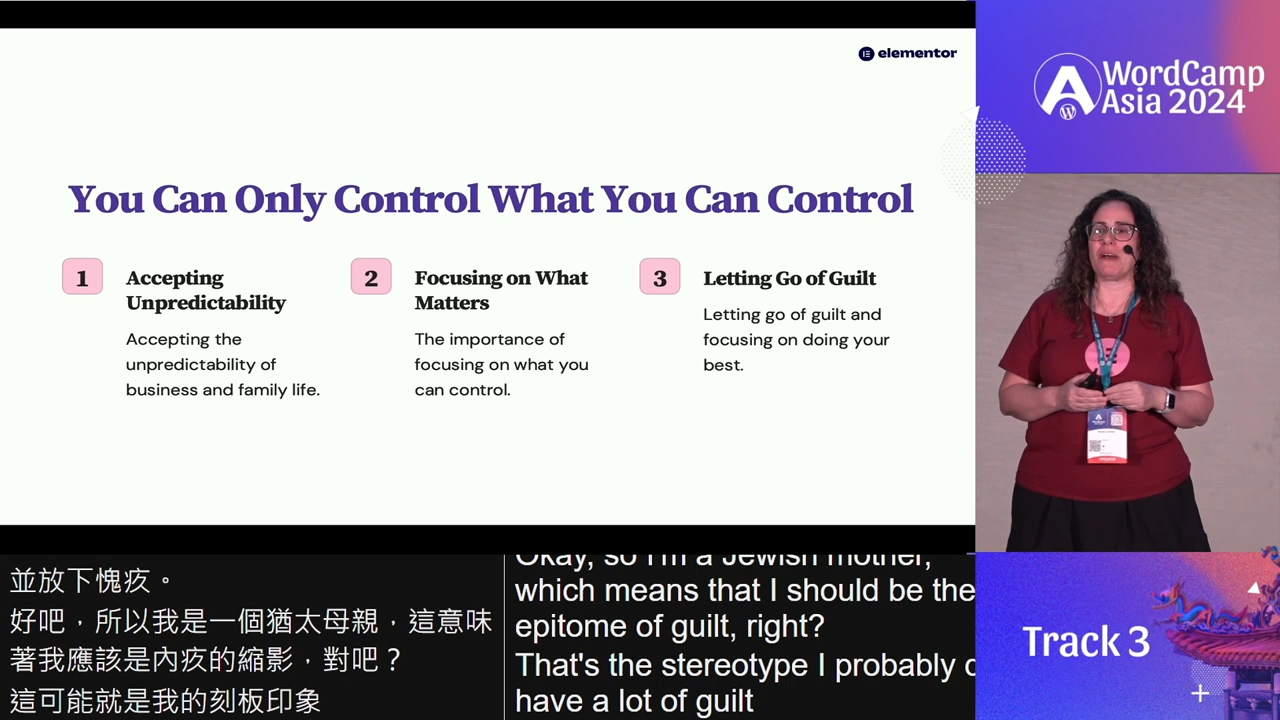 elementor
You Can Only Control What You Can Control
1
Accepting
Unpredictability
Accepting the
unpredictability of
business and family life.
2
Focusing on What
Matters
The importance of
focusing on what you
can control.
3
Letting Go of Guilt
Letting go of guilt and
focusing on doing your
best.
WordCamp
Asia 2024
並放下愧疚。
好吧，所以我是一個猶太母親，這意味
著我應該是內疚的縮影，對吧？
這可能就是我的刻板印象
Okay, so I'm a Jewish mother,
which means that I should be the
epitome of guilt, right?
That's the stereotype I probably
have a lot of guilt
Track 3